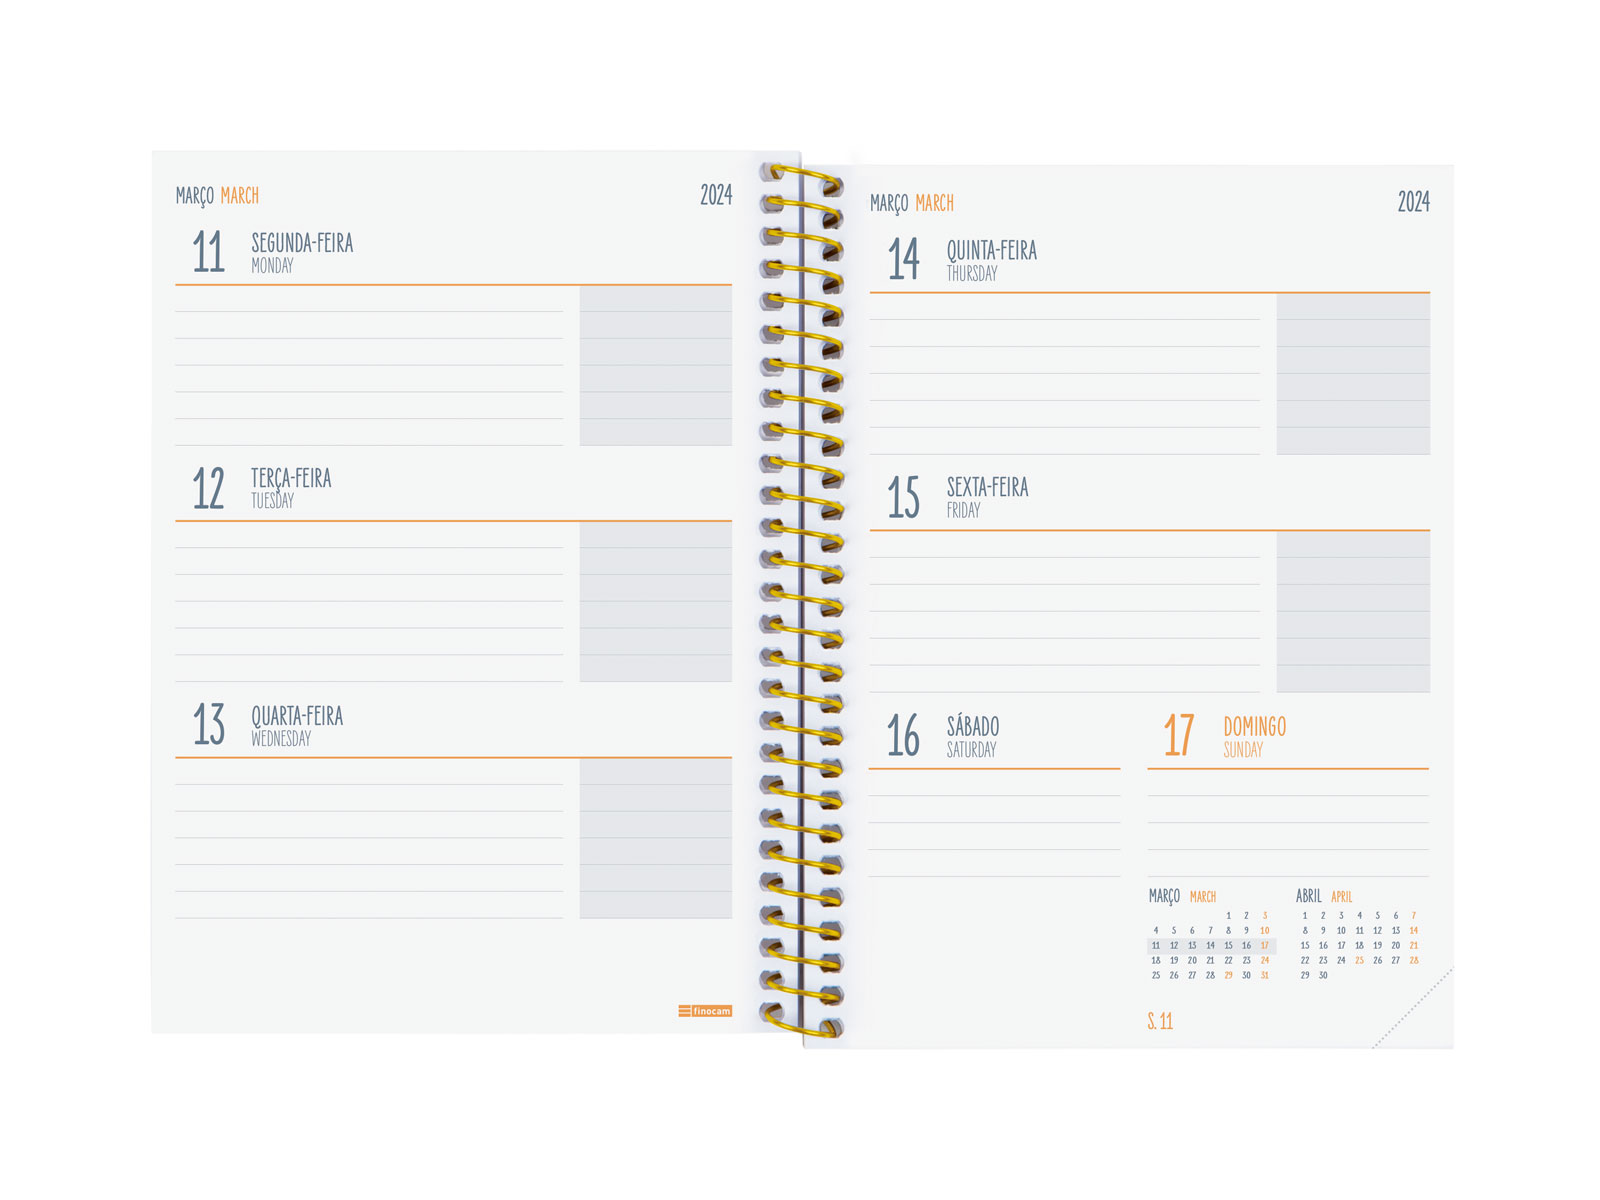 MARÇO MARCH 2024
11 SEGUNDA-FEIRA
MONDAY
12 TERÇA-FEIRA
TUESDAY
13 QUARTA-FEIRA
WEDNESDAY
finocam
MARÇO MARCH 2024
14 QUINTA-FEIRA
THURSDAY
15 SEXTA-FEIRA
FRIDAY
16 SÁBADO
SATURDAY
17 DOMINGO
SUNDAY
MARÇO MARCH
1 2 3
4 5 6 7 8 9 10
11 12 13 14 15 16 17
18 19 20 21 22 23 24
25 26 27 28 29 30 31
ABRIL APRIL
1 2 3 4 5 6 7
8 9 10 11 12 13 14
15 16 17 18 19 20 21
22 23 24 25 26 27 28
29 30
S. 11